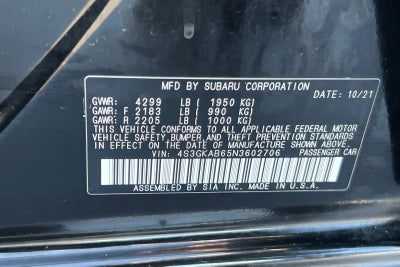 MFD BY SUBARU CORPORATION
DATE: 10/21
GVWR: 4299 LB ( 1950 KG)
GAWR: F 2183 LB ( 990 KG)
GAWR: R 2205 LB ( 1000 KG)
THIS VEHICLE CONFORMS TO ALL APPLICABLE FEDERAL MOTOR
VEHICLE SAFETY,BUMPER,AND THEFT PREVENTION STANDARDS
IN EFFECT ON THE DATE OF MANUFACTURE SHOWN ABOVE.
VIN: 4S3GKAB65N3602706 PASSENGER CAR
ASSEMBLED BY SIA INC. MADE IN U.S.A.